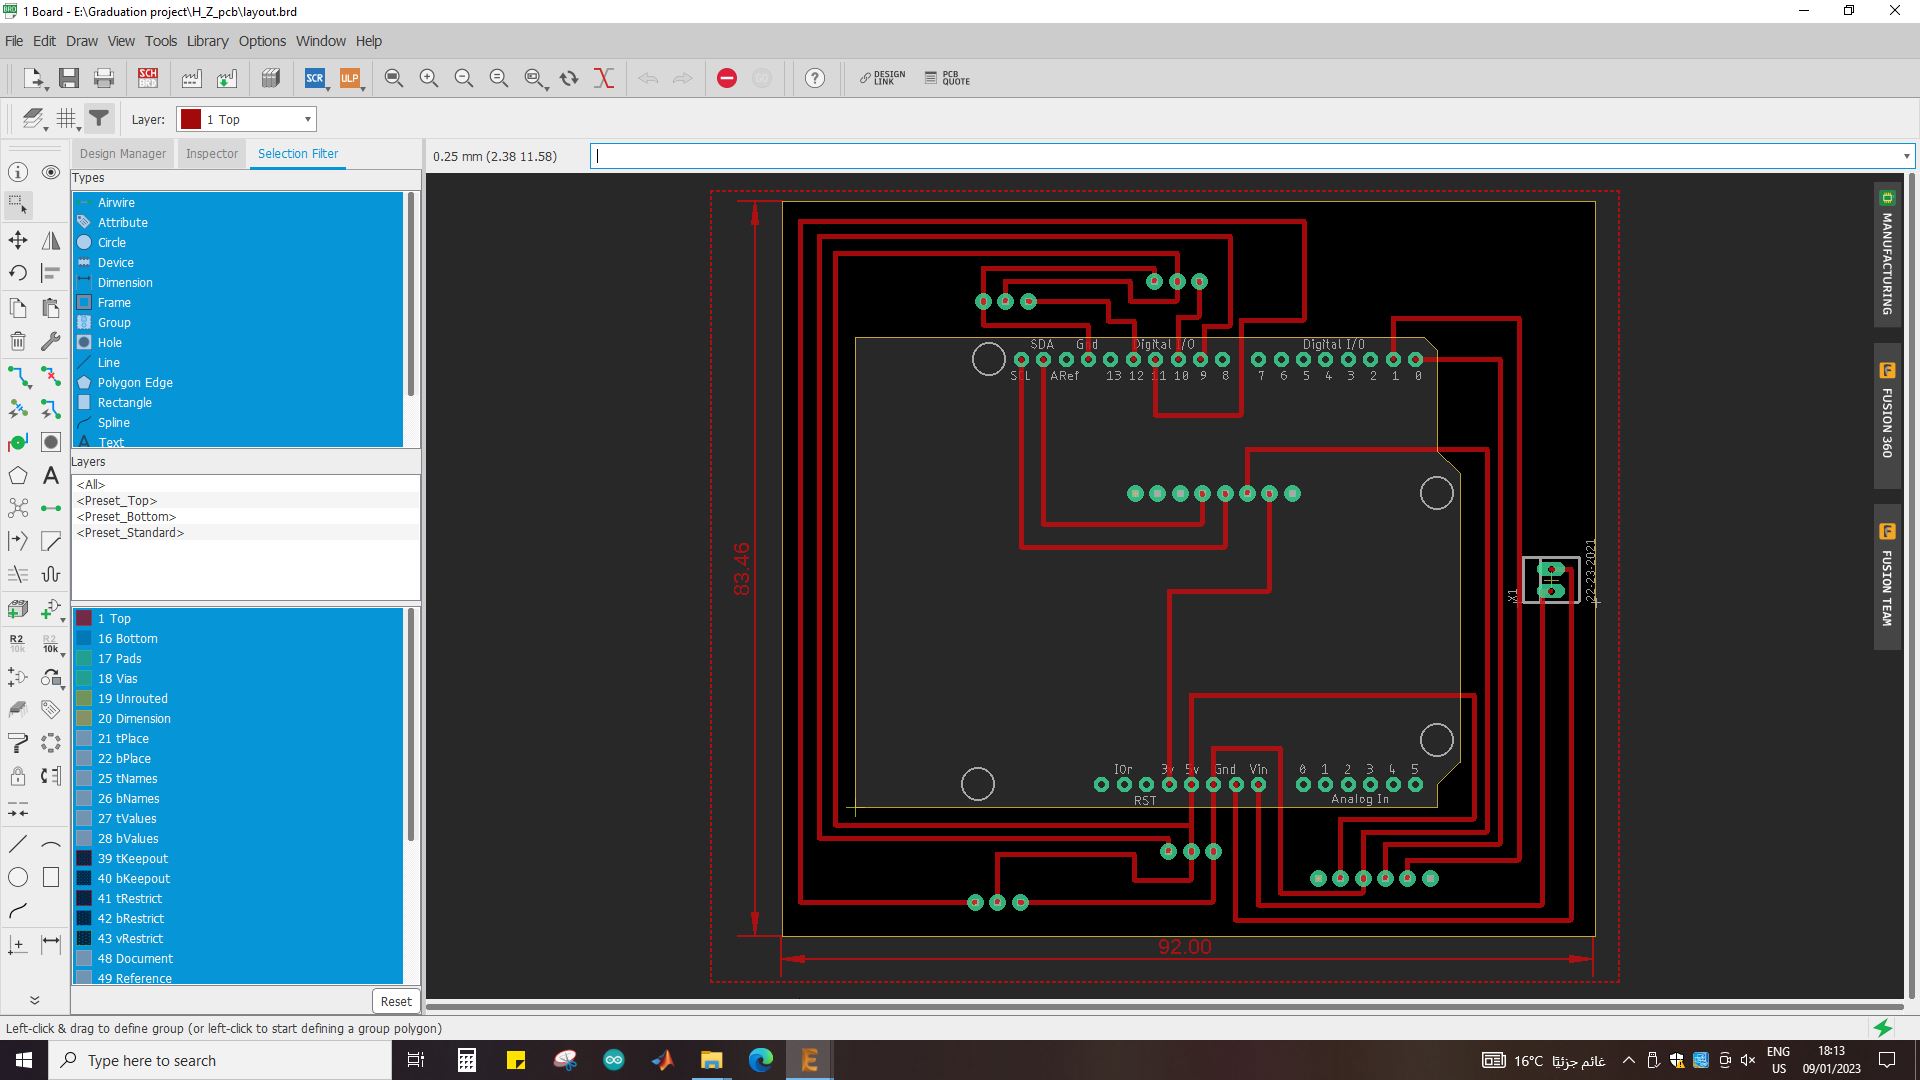 1 Board - E:\Graduation project\H_Z_pcb\layout.brd
File Edit Draw View Tools Library Options Window Help
SCH BRD SCR ULP GO DESIGN LINK PCB QUOTE
Layer: 1 Top
Design Manager Inspector Selection Filter
0.25 mm (2.38 11.58)
Types
Airwire
Attribute
Circle
Device
Dimension
Frame
Group
Hole
Line
Polygon Edge
Rectangle
Spline
Text
Layers
<All>
<Preset_Top>
<Preset_Bottom>
<Preset_Standard>
1 Top
16 Bottom
17 Pads
18 Vias
19 Unrouted
20 Dimension
21 tPlace
22 bPlace
25 tNames
26 bNames
27 tValues
28 bValues
39 tKeepout
40 bKeepout
41 tRestrict
42 bRestrict
43 vRestrict
48 Document
49 Reference
Reset
R2 10k R2 10k
SDA Gnd Digital I/O Digital I/O
SCL ARef 13 12 11 10 9 8 7 6 5 4 3 2 1 0
83.46
X1
22-23-2021
IOr 3v 5v Gnd Vin 0 1 2 3 4 5
RST Analog In
92.00
MANUFACTURING
FUSION 360
FUSION TEAM
Left-click & drag to define group (or left-click to start defining a group polygon)
Type here to search
16°C غائم جزئيًا
ENG
US
18:13
09/01/2023